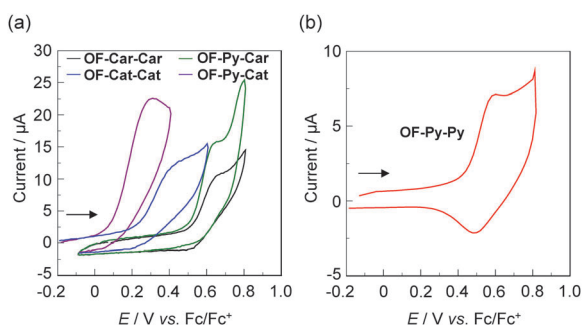 (a)
30
25
20
15
10
5
0
-5
Current / µA
OF-Car-Car OF-Py-Car
OF-Cat-Cat OF-Py-Cat
-0.2 0 0.2 0.4 0.6 0.8 1.0
E / V vs. Fc/Fc⁺
(b)
10
5
0
-5
Current / µA
OF-Py-Py
-0.2 0 0.2 0.4 0.6 0.8 1.0
E / V vs. Fc/Fc⁺